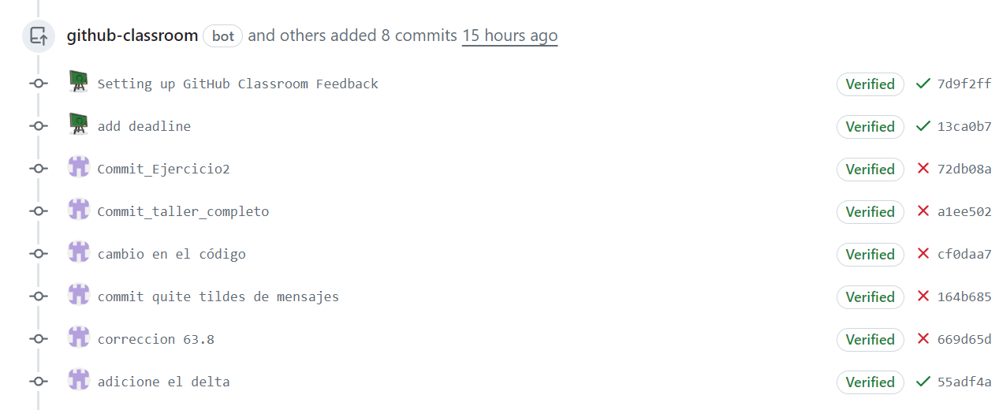 github-classroom bot and others added 8 commits 15 hours ago
Setting up GitHub Classroom Feedback Verified 7d9f2ff
add deadline Verified 13ca0b7
Commit_Ejercicio2 Verified 72db08a
Commit_taller_completo Verified a1ee502
cambio en el código Verified cf0daa7
commit quite tildes de mensajes Verified 164b685
correccion 63.8 Verified 669d65d
adicione el delta Verified 55adf4a